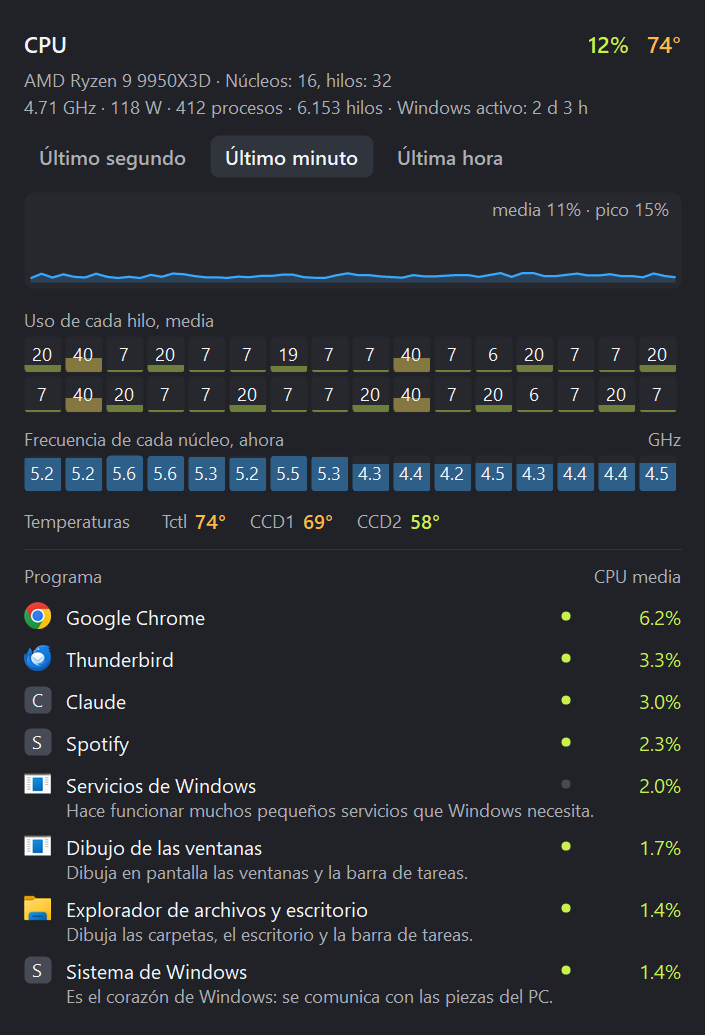 CPU 12% 74°
AMD Ryzen 9 9950X3D · Núcleos: 16, hilos: 32
4.71 GHz · 118 W · 412 procesos · 6.153 hilos · Windows activo: 2 d 3 h
Último segundo Último minuto Última hora
media 11% · pico 15%
Uso de cada hilo, media
20 40 7 20 7 7 19 7 7 40 7 6 20 7 7 20
7 40 20 7 7 20 7 7 20 40 7 20 6 7 20 7
Frecuencia de cada núcleo, ahora GHz
5.2 5.2 5.6 5.6 5.3 5.2 5.5 5.3 4.3 4.4 4.2 4.5 4.3 4.4 4.4 4.5
Temperaturas Tctl 74° CCD1 69° CCD2 58°
Programa CPU media
Google Chrome 6.2%
Thunderbird 3.3%
C Claude 3.0%
S Spotify 2.3%
Servicios de Windows 2.0%
Hace funcionar muchos pequeños servicios que Windows necesita.
Dibujo de las ventanas 1.7%
Dibuja en pantalla las ventanas y la barra de tareas.
Explorador de archivos y escritorio 1.4%
Dibuja las carpetas, el escritorio y la barra de tareas.
S Sistema de Windows 1.4%
Es el corazón de Windows: se comunica con las piezas del PC.